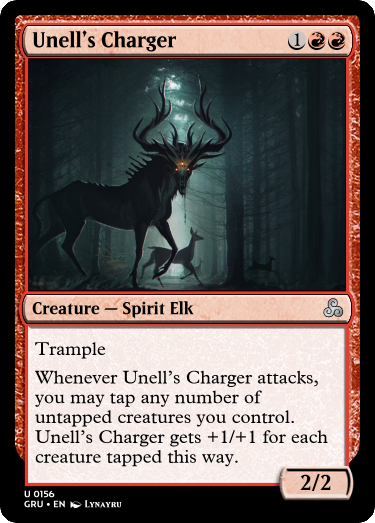 Unell's Charger
1
Creature — Spirit Elk
Trample
Whenever Unell's Charger attacks,
you may tap any number of
untapped creatures you control.
Unell's Charger gets +1/+1 for each
creature tapped this way.
2/2
U 0156
GRU • EN Lynayru